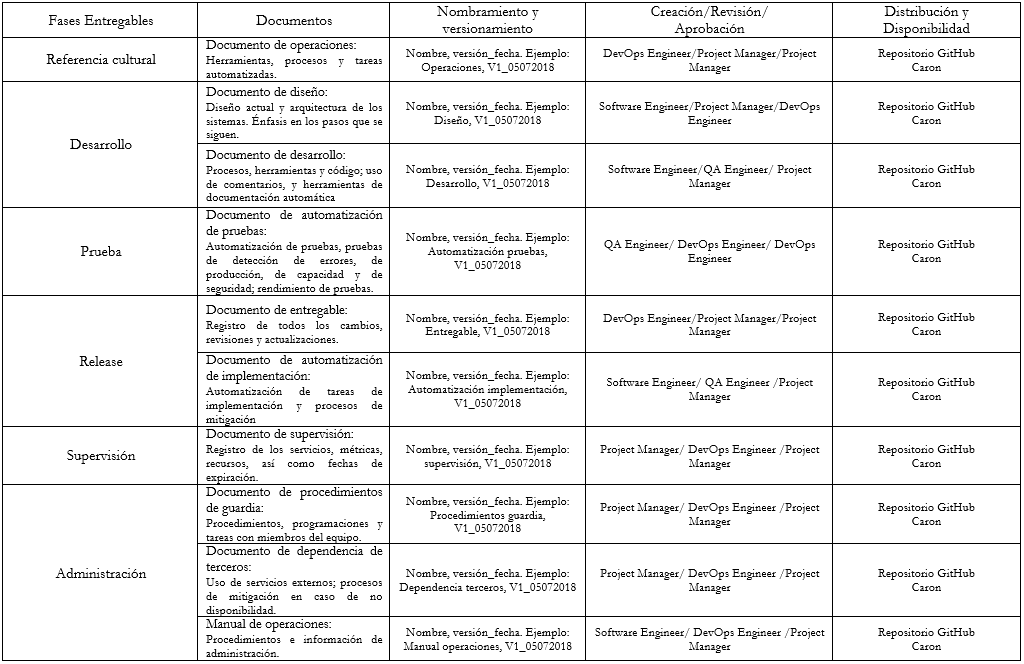 Fases Entregables
Documentos
Nombramiento y
versionamiento
Creación/Revisión/
Aprobación
Distribución y
Disponibilidad
Referencia cultural
Documento de operaciones:
Herramientas, procesos y tareas
automatizadas.
Nombre, versión_fecha. Ejemplo:
Operaciones, V1_05072018
DevOps Engineer/Project Manager/Project
Manager
Repositorio GitHub
Caron
Desarrollo
Documento de diseño:
Diseño actual y arquitectura de los
sistemas. Énfasis en los pasos que se
siguen.
Nombre, versión_fecha. Ejemplo:
Diseño, V1_05072018
Software Engineer/Project Manager/DevOps
Engineer
Repositorio GitHub
Caron
Documento de desarrollo:
Procesos, herramientas y código; uso
de comentarios, y herramientas de
documentación automática
Nombre, versión_fecha. Ejemplo:
Desarrollo, V1_05072018
Software Engineer/QA Engineer/ Project
Manager
Repositorio GitHub
Caron
Prueba
Documento de automatización
de pruebas:
Automatización de pruebas, pruebas
de detección de errores, de
producción, de capacidad y de
seguridad; rendimiento de pruebas.
Nombre, versión_fecha. Ejemplo:
Automatización pruebas,
V1_05072018
QA Engineer/ DevOps Engineer/ DevOps
Engineer
Repositorio GitHub
Caron
Release
Documento de entregable:
Registro de todos los cambios,
revisiones y actualizaciones.
Nombre, versión_fecha. Ejemplo:
Entregable, V1_05072018
DevOps Engineer/Project Manager/Project
Manager
Repositorio GitHub
Caron
Documento de automatización
de implementación:
Automatización de tareas de
implementación y procesos de
mitigación
Nombre, versión_fecha. Ejemplo:
Automatización implementación,
V1_05072018
Software Engineer/ QA Engineer /Project
Manager
Repositorio GitHub
Caron
Supervisión
Documento de supervisión:
Registro de los servicios, métricas,
recursos, así como fechas de
expiración.
Nombre, versión_fecha. Ejemplo:
supervisión, V1_05072018
Project Manager/ DevOps Engineer /Project
Manager
Repositorio GitHub
Caron
Administración
Documento de procedimientos
de guardia:
Procedimientos, programaciones y
tareas con miembros del equipo.
Nombre, versión_fecha. Ejemplo:
Procedimientos guardia,
V1_05072018
Project Manager/ DevOps Engineer /Project
Manager
Repositorio GitHub
Caron
Documento de dependencia de
terceros:
Uso de servicios externos; procesos
de mitigación en caso de no
disponibilidad.
Nombre, versión_fecha. Ejemplo:
Dependencia terceros, V1_05072018
Project Manager/ DevOps Engineer /Project
Manager
Repositorio GitHub
Caron
Manual de operaciones:
Procedimientos e información de
administración.
Nombre, versión_fecha. Ejemplo:
Manual operaciones, V1_05072018
Software Engineer/ DevOps Engineer /Project
Manager
Repositorio GitHub
Caron